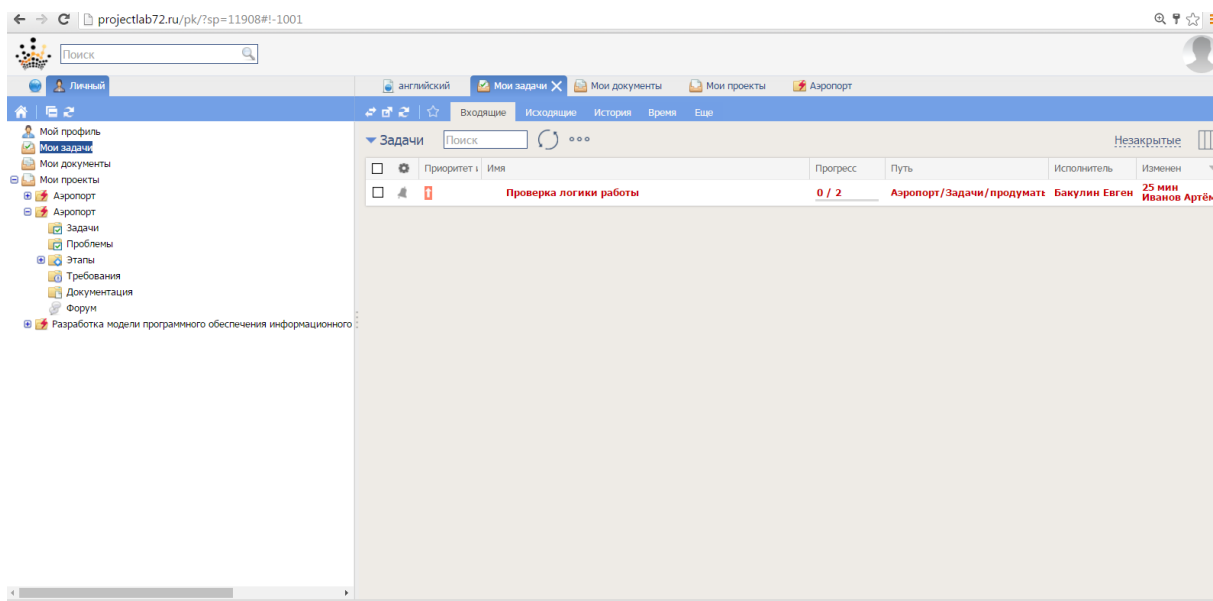 projectlab72.ru/pk/?sp=11908#!-1001
Поиск
Личный
английский Мои задачи Мои документы Мои проекты Аэропорт
Входящие Исходящие История Время Еще
Мой профиль
Мои задачи
Мои документы
Мои проекты
Аэропорт
Аэропорт
Задачи
Проблемы
Этапы
Требования
Документация
Форум
Разработка модели программного обеспечения информационного
Задачи Поиск Незакрытые
Приоритет Имя Прогресс Путь Исполнитель Изменен
Проверка логики работы 0 / 2 Аэропорт/Задачи/продумать Бакулин Евген 25 мин
Иванов Артём